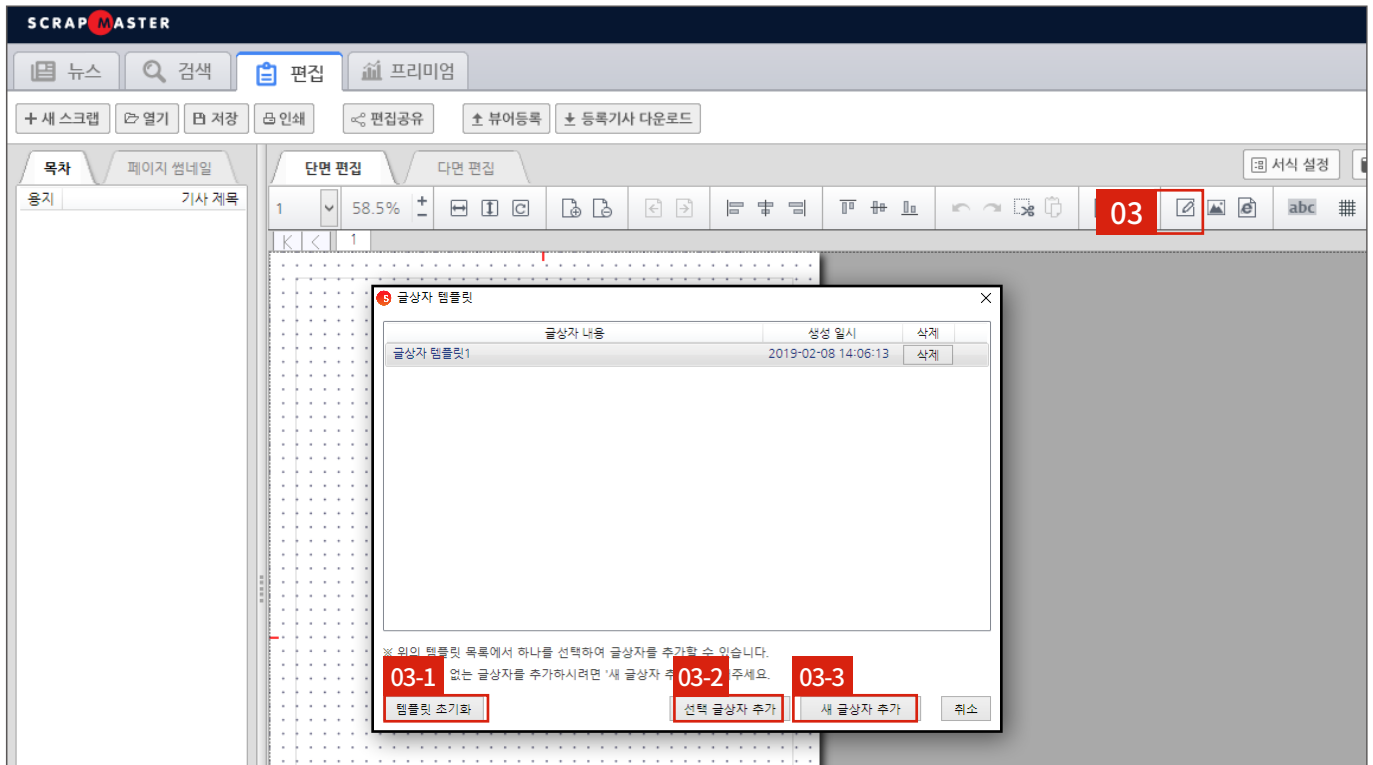 SCRAPMASTER
뉴스 검색 편집 프리미엄
+ 새 스크랩 열기 저장 인쇄 편집공유 뷰어등록 등록기사 다운로드
목차 페이지 썸네일 단면 편집 다면 편집 서식 설정
용지 기사 제목
1 58.5% + - 03 abc
1
글상자 템플릿
글상자 내용 생성 일시 삭제
글상자 템플릿1 2019-02-08 14:06:13 삭제
※ 위의 템플릿 목록에서 하나를 선택하여 글상자를 추가할 수 있습니다.
03-1 없는 글상자를 추가하시려면 '새 글상자 03-2 주세요. 03-3
템플릿 초기화 선택 글상자 추가 새 글상자 추가 취소